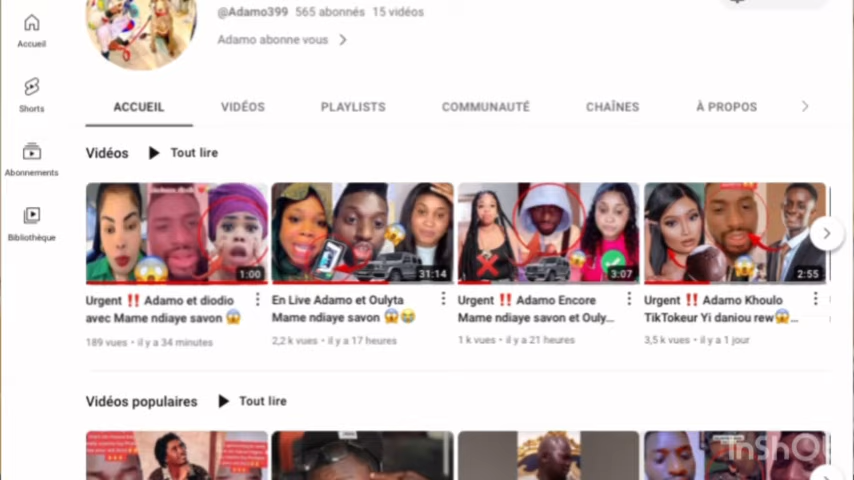 @Adamo399 565 abonnés 15 vidéos
Adamo abonne vous
Accueil
Shorts
Abonnements
Bibliothèque
ACCUEIL VIDÉOS PLAYLISTS COMMUNAUTÉ CHAÎNES À PROPOS
Vidéos Tout lire
1:00 31:14 3:07 2:55
Urgent ‼️ Adamo et diodio
avec Mame ndiaye savon 😱
189 vues • il y a 34 minutes
En Live Adamo et Oulyta
Mame ndiaye savon 😱😂
2,2 k vues • il y a 17 heures
Urgent ‼️ Adamo Encore
Mame ndiaye savon et Ouly...
1 k vues • il y a 21 heures
Urgent ‼️ Adamo Khoulo
TikTokeur Yi daniou rew😱...
3,5 k vues • il y a 1 jour
Vidéos populaires Tout lire
InShOt